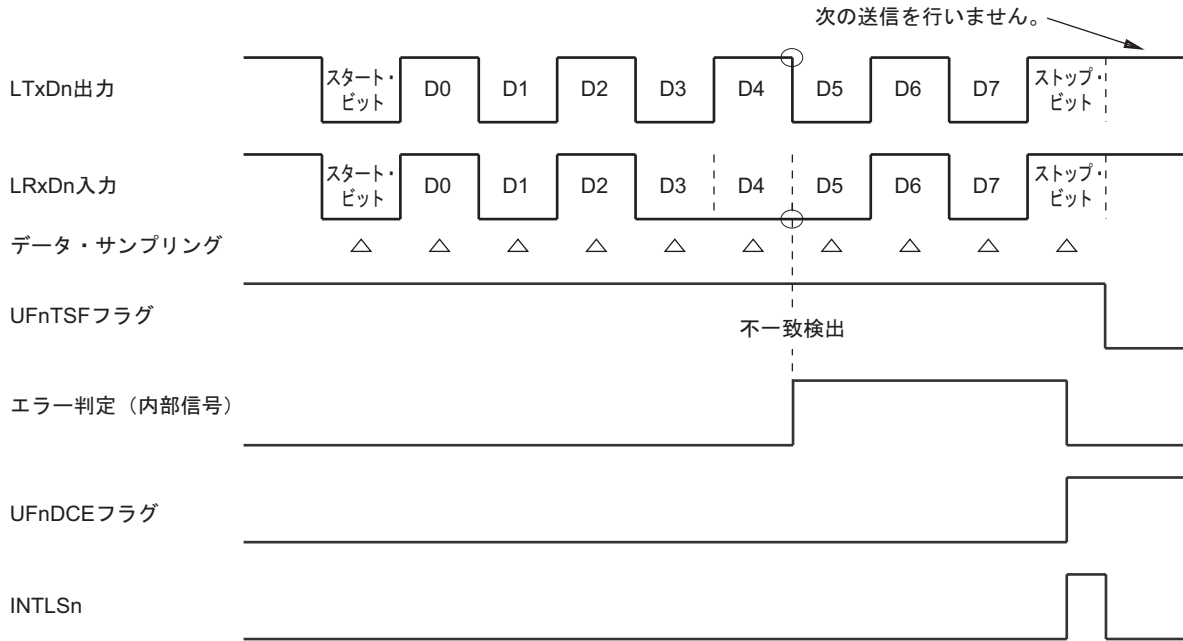 次の送信を行いません。
LTxDn出力
スタート・
ビット
D0
D1
D2
D3
D4
D5
D6
D7
ストップ・
ビット
LRxDn入力
スタート・
ビット
D0
D1
D2
D3
D4
D5
D6
D7
ストップ・
ビット
データ・サンプリング
UFnTSFフラグ
不一致検出
エラー判定（内部信号）
UFnDCEフラグ
INTLSn